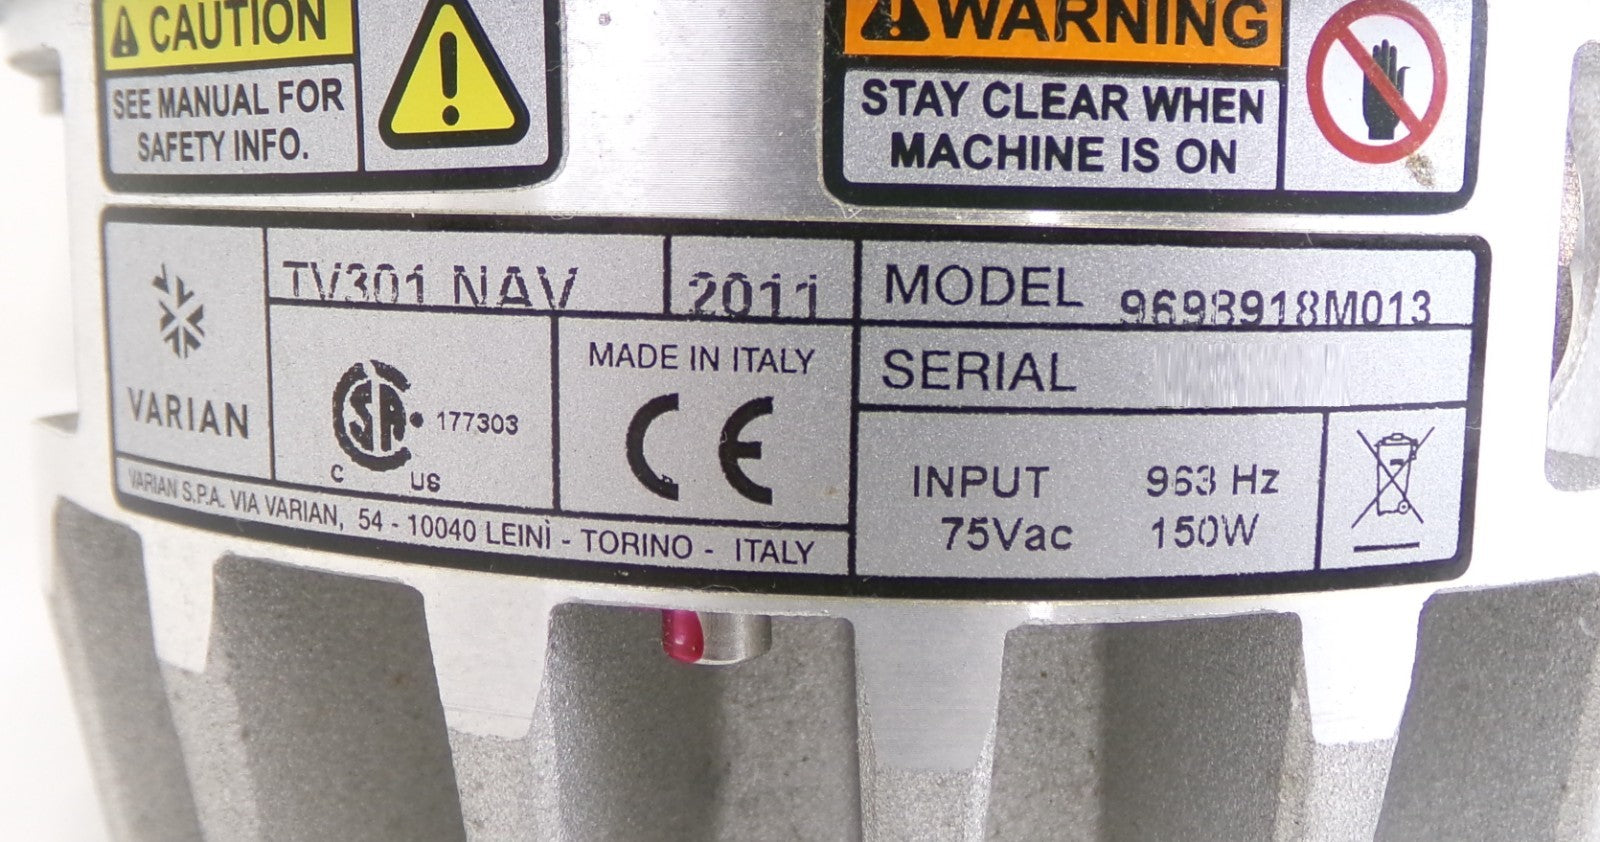 CAUTION
SEE MANUAL FOR
SAFETY INFO.
WARNING
STAY CLEAR WHEN
MACHINE IS ON
VARIAN
TV301 NAV
2011
MODEL 9698918M013
SERIAL
CSA 177303
C US
MADE IN ITALY
CE
INPUT 963 Hz
75Vac 150W
VARIAN S.P.A. VIA VARIAN, 54 - 10040 LEINÌ - TORINO - ITALY